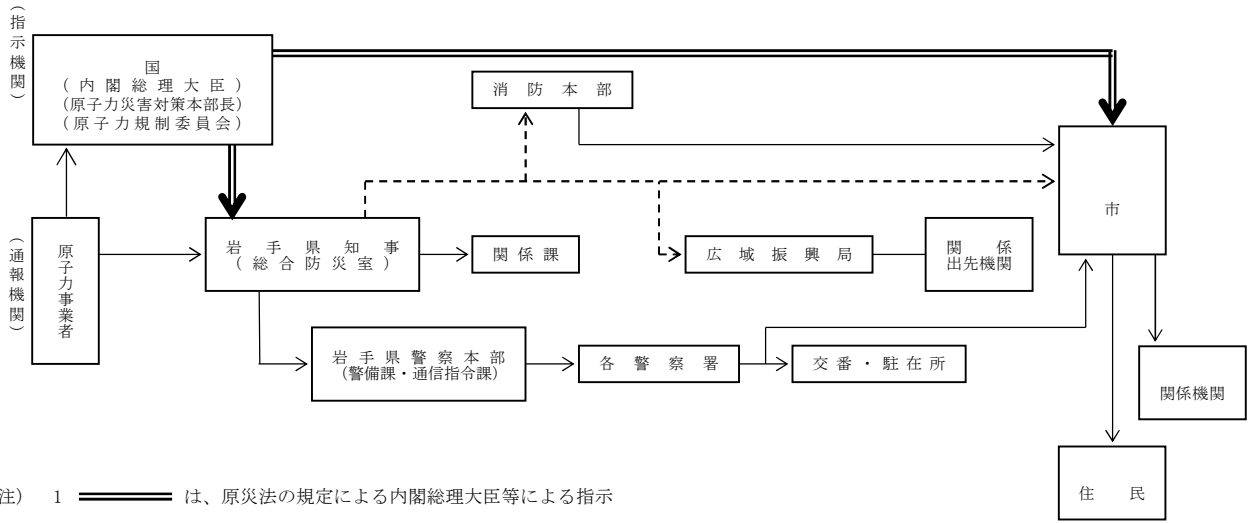 （指示機関）
国
（内閣総理大臣）
（原子力災害対策本部長）
（原子力規制委員会）
消防本部
市
（通報機関）
原子力事業者
岩手県知事
（総合防災室）
関係課
広域振興局
関係
出先機関
岩手県警察本部
（警備課・通信指令課）
各警察署
交番・駐在所
関係機関
住民
注） 1 は、原災法の規定による内閣総理大臣等による指示